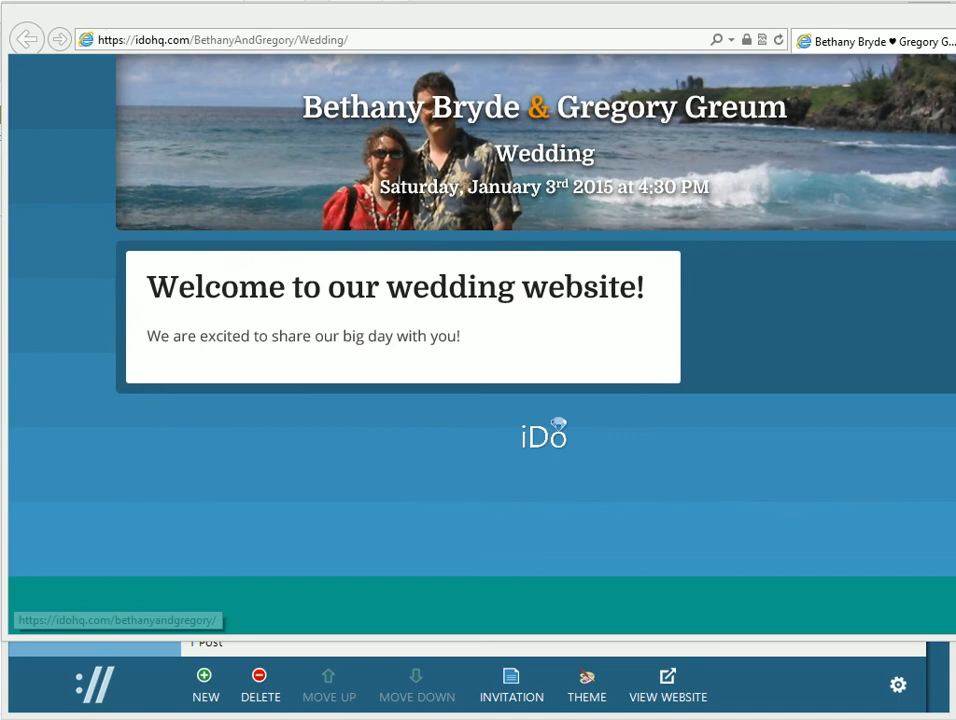 https://idohq.com/BethanyAndGregory/Wedding/
Bethany Bryde ♥ Gregory G...
Bethany Bryde & Gregory Greum
Wedding
Saturday, January 3rd 2015 at 4:30 PM
Welcome to our wedding website!
We are excited to share our big day with you!
iDo
https://idohq.com/bethanyandgregory/
1 Post
://
NEW
DELETE
MOVE UP
MOVE DOWN
INVITATION
THEME
VIEW WEBSITE